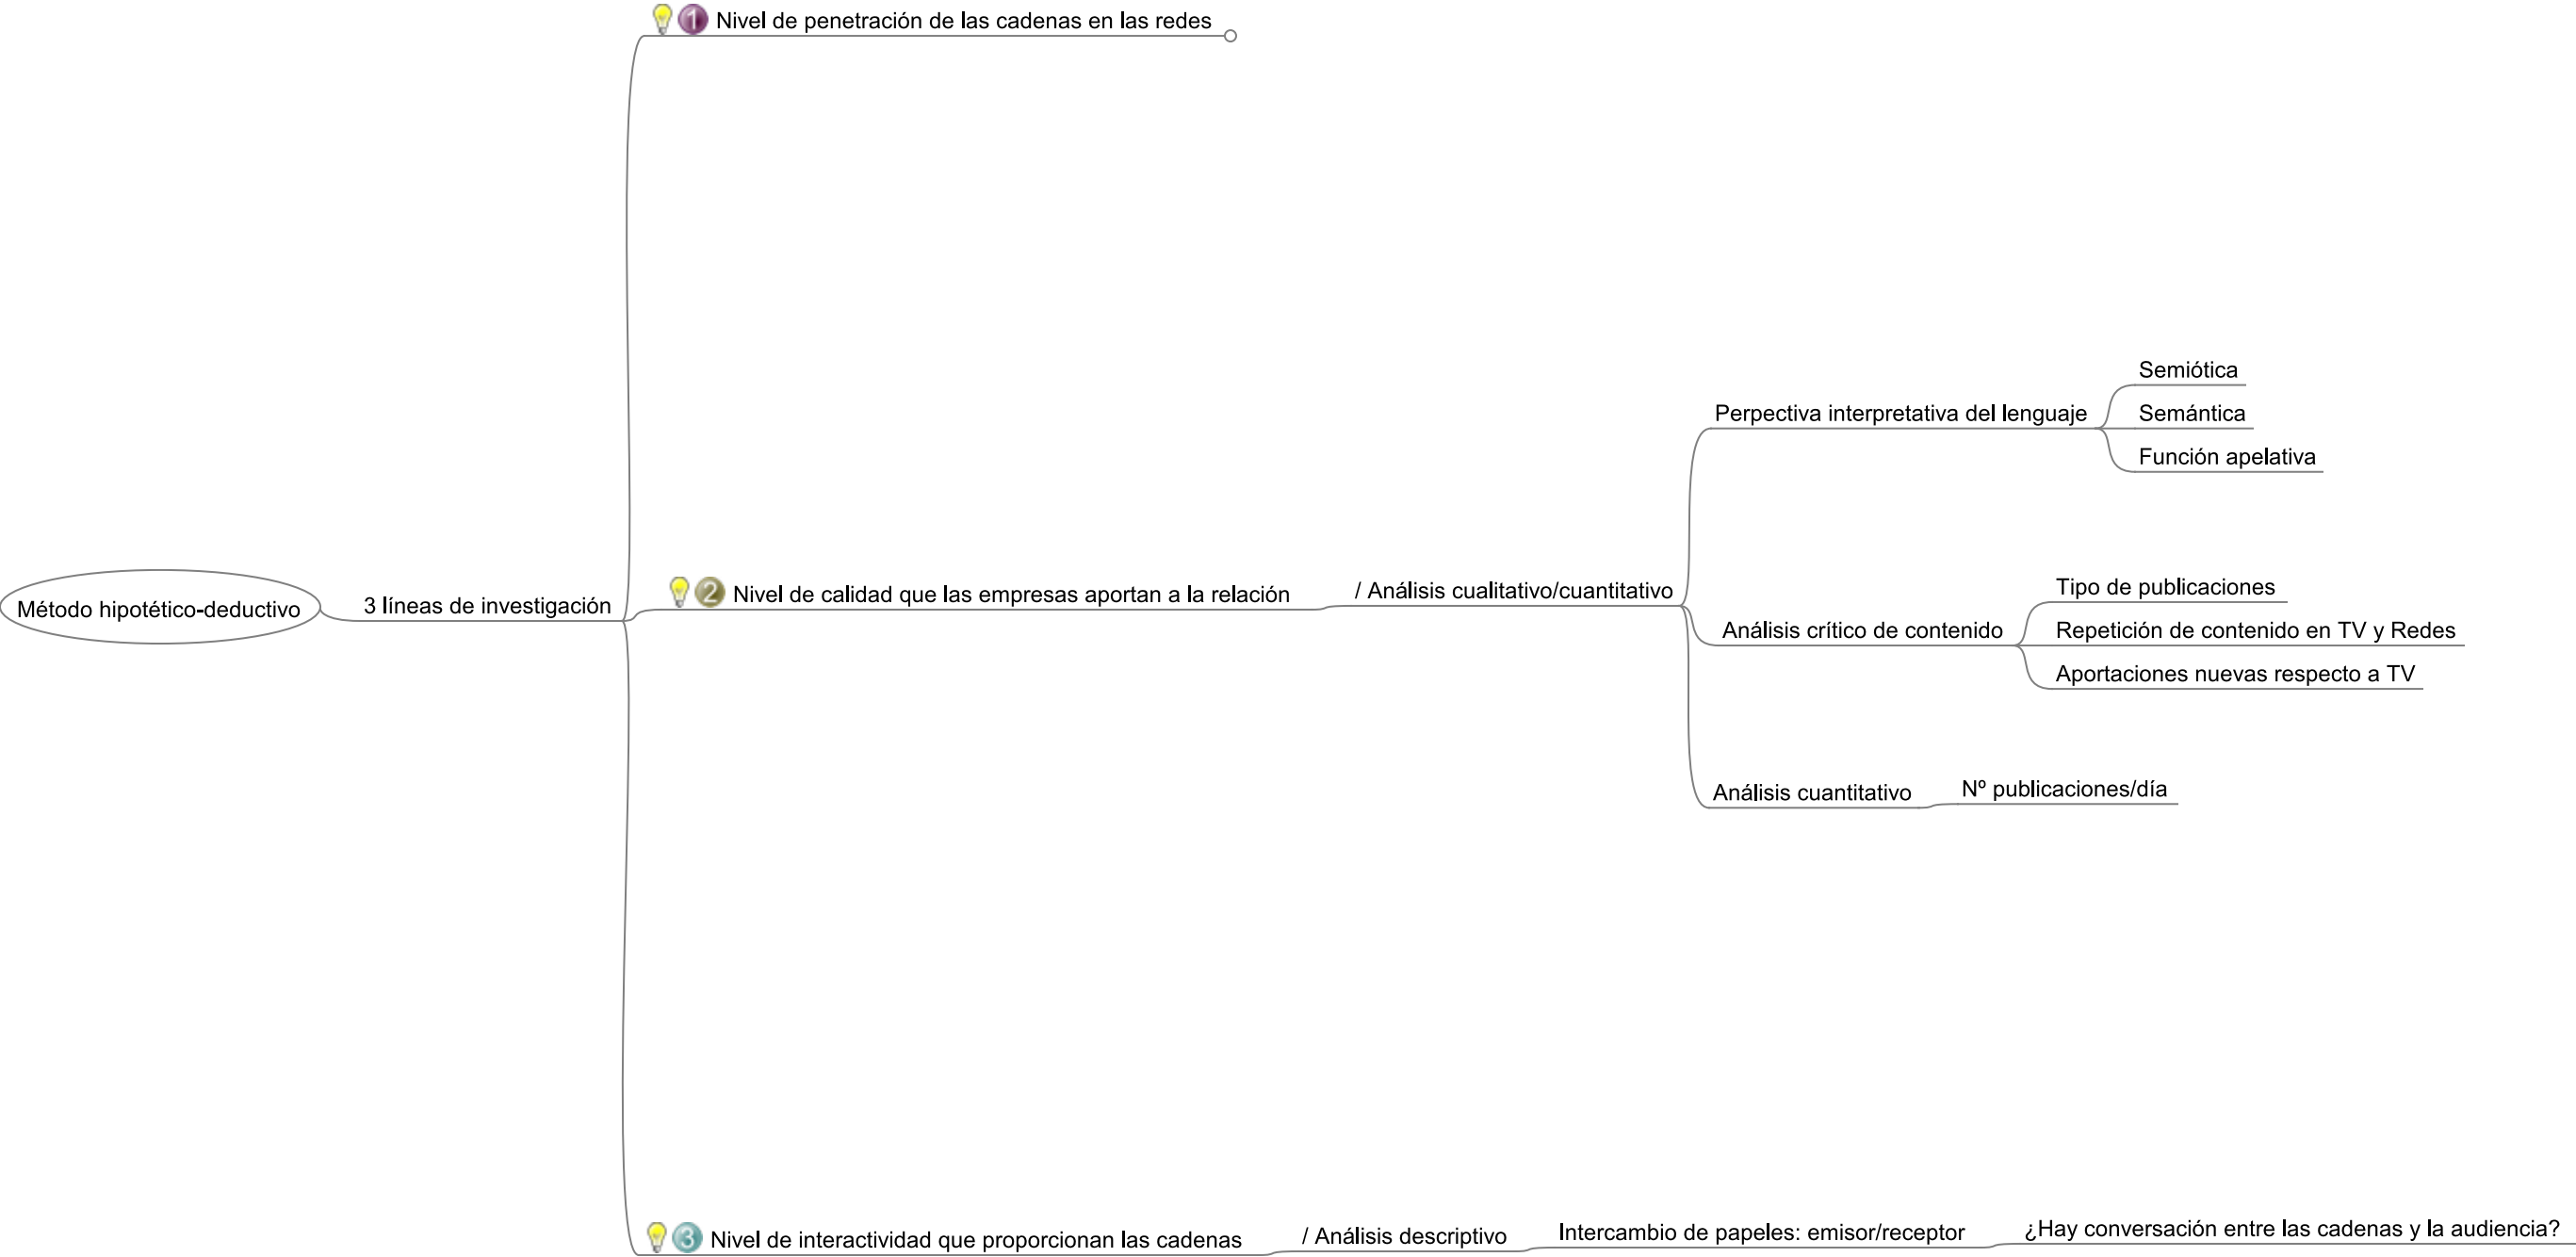 Método hipotético-deductivo
3 líneas de investigación
1 Nivel de penetración de las cadenas en las redes
2 Nivel de calidad que las empresas aportan a la relación
/ Análisis cualitativo/cuantitativo
Perpectiva interpretativa del lenguaje
Semiótica
Semántica
Función apelativa
Análisis crítico de contenido
Tipo de publicaciones
Repetición de contenido en TV y Redes
Aportaciones nuevas respecto a TV
Análisis cuantitativo
Nº publicaciones/día
3 Nivel de interactividad que proporcionan las cadenas
/ Análisis descriptivo
Intercambio de papeles: emisor/receptor
¿Hay conversación entre las cadenas y la audiencia?